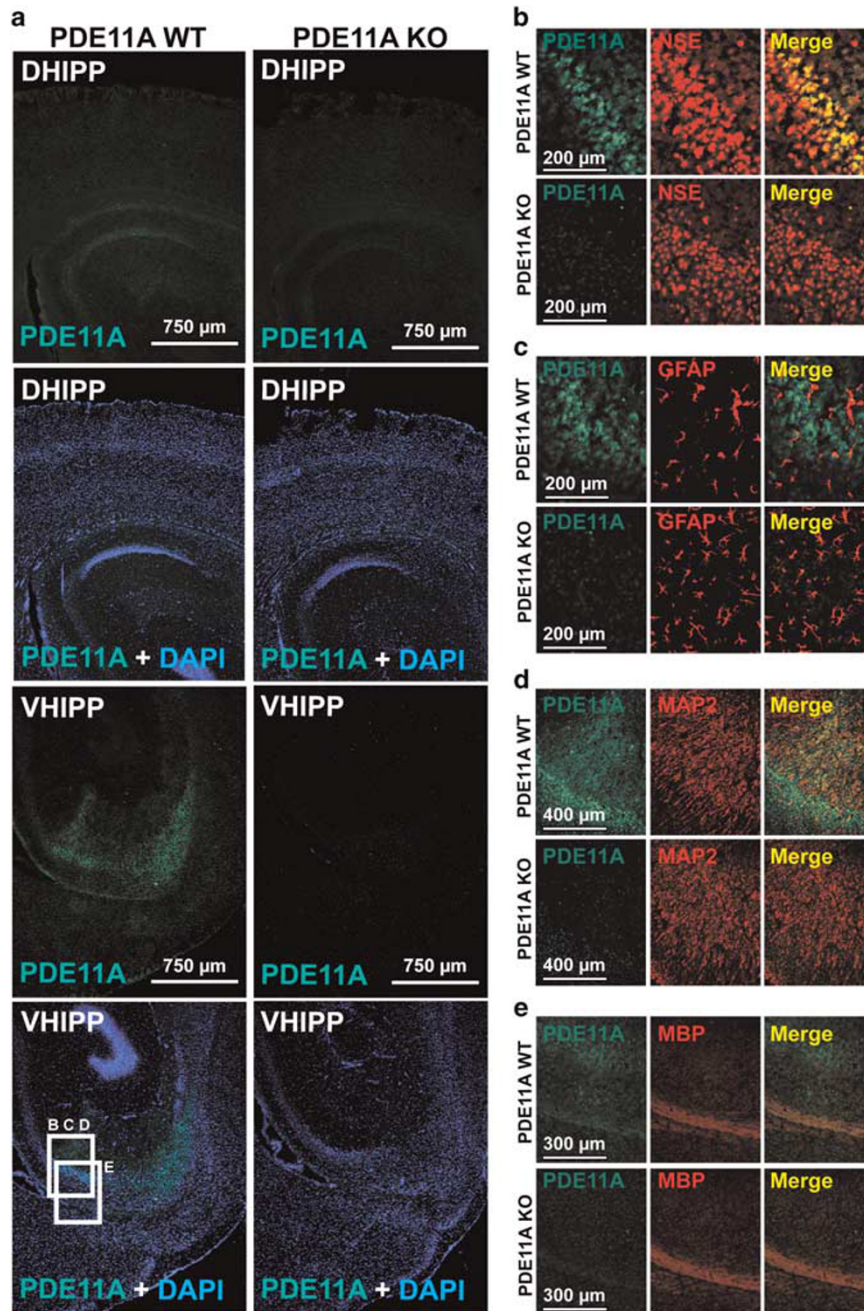 a
PDE11A WT PDE11A KO
DHIPP DHIPP
PDE11A PDE11A
750 µm 750 µm
DHIPP DHIPP
PDE11A + DAPI PDE11A + DAPI
VHIPP VHIPP
PDE11A PDE11A
750 µm 750 µm
VHIPP VHIPP
B C D
E
PDE11A + DAPI PDE11A + DAPI
b
PDE11A WT
PDE11A NSE Merge
200 µm
PDE11A KO
PDE11A NSE Merge
200 µm
c
PDE11A WT
PDE11A GFAP Merge
200 µm
PDE11A KO
PDE11A GFAP Merge
200 µm
d
PDE11A WT
PDE11A MAP2 Merge
400 µm
PDE11A KO
PDE11A MAP2 Merge
400 µm
e
PDE11A WT
PDE11A MBP Merge
300 µm
PDE11A KO
PDE11A MBP Merge
300 µm